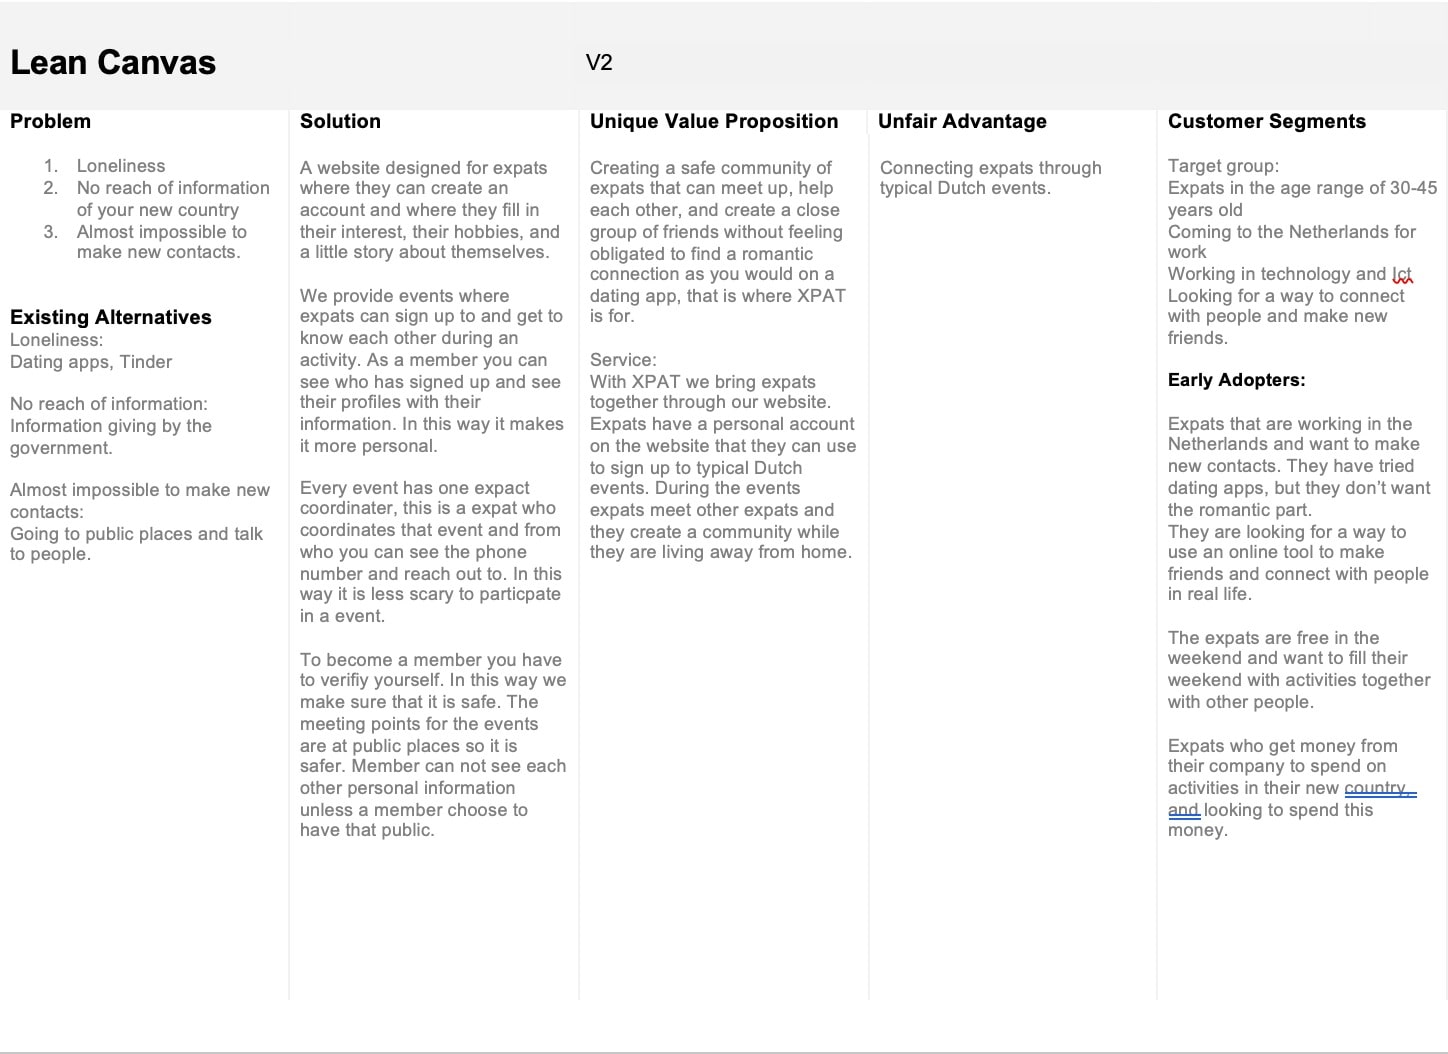 Lean Canvas
V2
Problem
1. Loneliness
2. No reach of information
of your new country
3. Almost impossible to
make new contacts.
Existing Alternatives
Loneliness:
Dating apps, Tinder
No reach of information:
Information giving by the
government.
Almost impossible to make new
contacts:
Going to public places and talk
to people.
Solution
A website designed for expats
where they can create an
account and where they fill in
their interest, their hobbies, and
a little story about themselves.
We provide events where
expats can sign up to and get to
know each other during an
activity. As a member you can
see who has signed up and see
their profiles with their
information. In this way it makes
it more personal.
Every event has one expact
coordinater, this is a expat who
coordinates that event and from
who you can see the phone
number and reach out to. In this
way it is less scary to particpate
in a event.
To become a member you have
to verifiy yourself. In this way we
make sure that it is safe. The
meeting points for the events
are at public places so it is
safer. Member can not see each
other personal information
unless a member choose to
have that public.
Unique Value Proposition
Creating a safe community of
expats that can meet up, help
each other, and create a close
group of friends without feeling
obligated to find a romantic
connection as you would on a
dating app, that is where XPAT
is for.
Service:
With XPAT we bring expats
together through our website.
Expats have a personal account
on the website that they can use
to sign up to typical Dutch
events. During the events
expats meet other expats and
they create a community while
they are living away from home.
Unfair Advantage
Connecting expats through
typical Dutch events.
Customer Segments
Target group:
Expats in the age range of 30-45
years old
Coming to the Netherlands for
work
Working in technology and Ict
Looking for a way to connect
with people and make new
friends.
Early Adopters:
Expats that are working in the
Netherlands and want to make
new contacts. They have tried
dating apps, but they don’t want
the romantic part.
They are looking for a way to
use an online tool to make
friends and connect with people
in real life.
The expats are free in the
weekend and want to fill their
weekend with activities together
with other people.
Expats who get money from
their company to spend on
activities in their new country,
and looking to spend this
money.